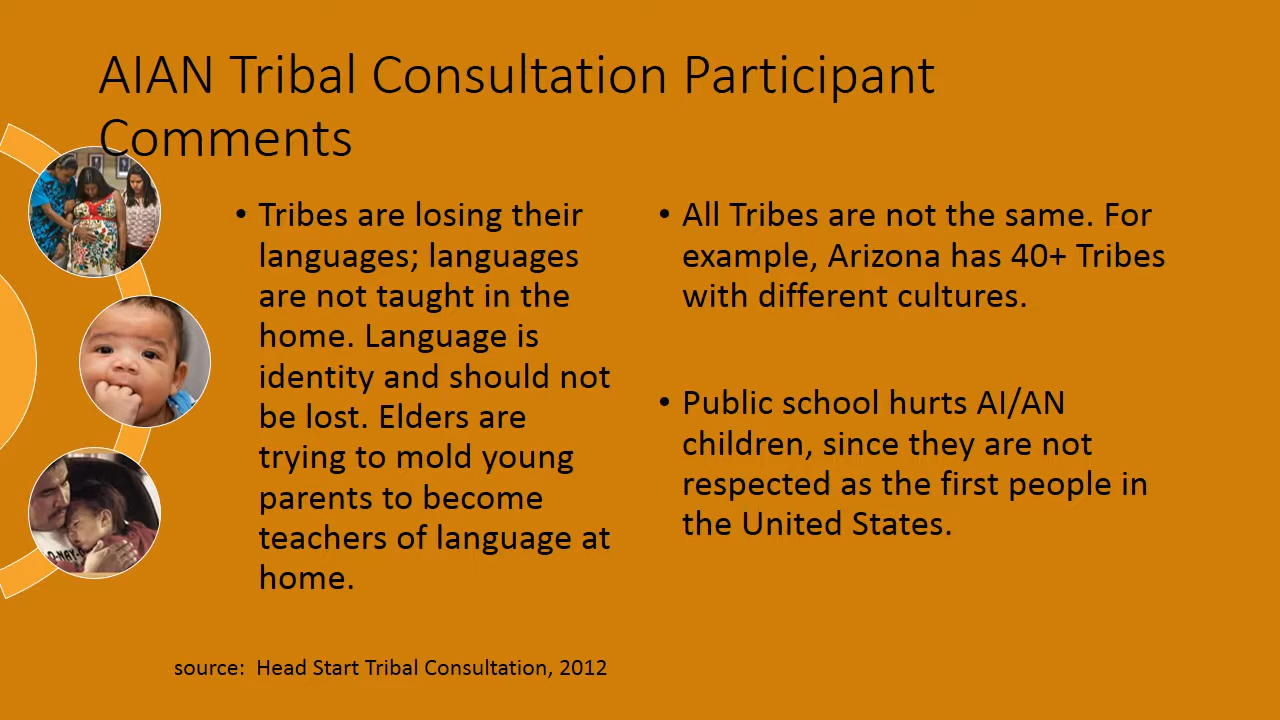 AIAN Tribal Consultation Participant
Comments
• Tribes are losing their
languages; languages
are not taught in the
home. Language is
identity and should not
be lost. Elders are
trying to mold young
parents to become
teachers of language at
home.
• All Tribes are not the same. For
example, Arizona has 40+ Tribes
with different cultures.
• Public school hurts AI/AN
children, since they are not
respected as the first people in
the United States.
source:  Head Start Tribal Consultation, 2012